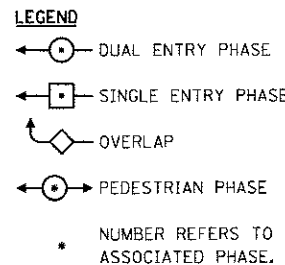 LEGEND
* DUAL ENTRY PHASE
* SINGLE ENTRY PHASE
OVERLAP
* PEDESTRIAN PHASE
* NUMBER REFERS TO
ASSOCIATED PHASE.